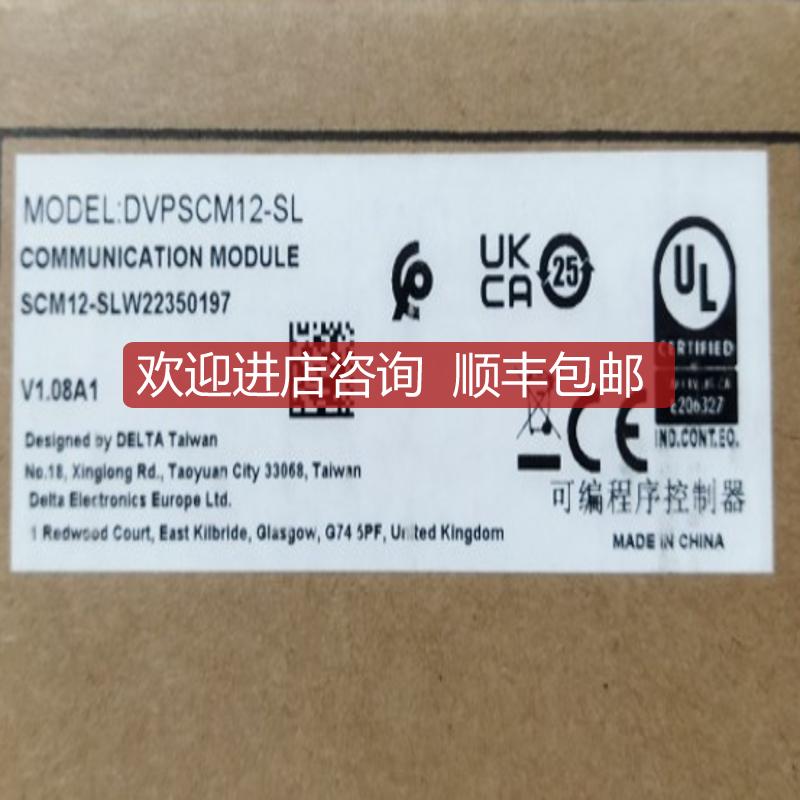 MODEL:DVPSCM12-SL
COMMUNICATION MODULE
SCM12-SLW22350197
UK
CA
25
UL
CERTIFIED
欢迎进店咨询 顺丰包邮
V1.08A1
E206327
IND.CONT.EQ.
CE
Designed by DELTA Taiwan
No.18, Xinglong Rd., Taoyuan City 33068, Taiwan
Delta Electronics Europe Ltd.
1 Redwood Court, East Kilbride, Glasgow, G74 5PF, United Kingdom
可编程序控制器
MADE IN CHINA